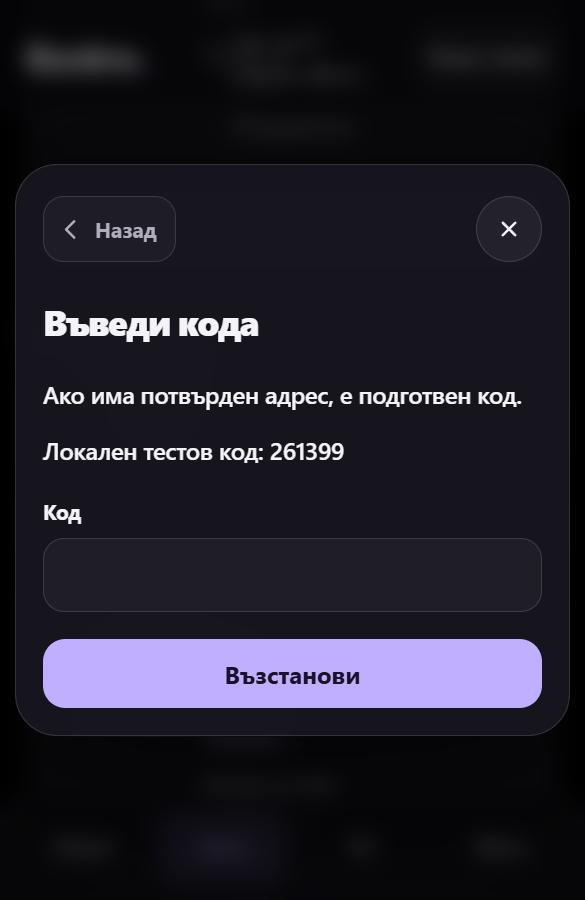 Назад
Въведи кода
Ако има потвърден адрес, е подготвен код.
Локален тестов код: 261399
Код
Възстанови